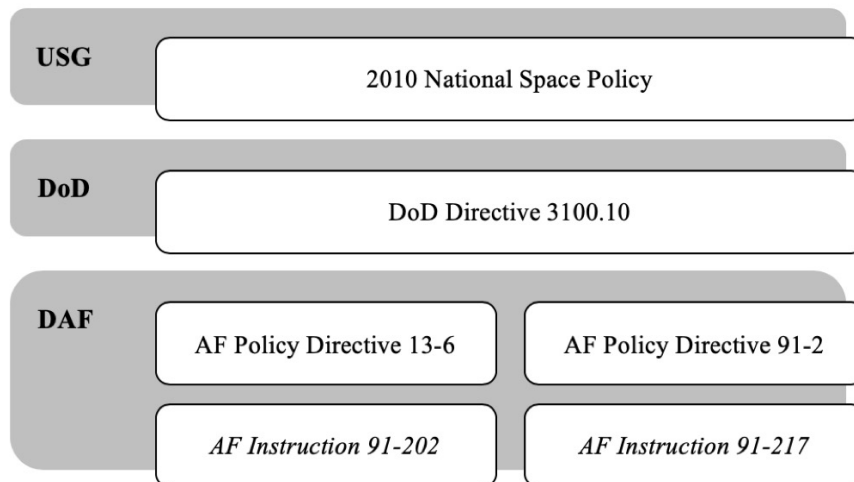 USG
2010 National Space Policy
DoD
DoD Directive 3100.10
DAF
AF Policy Directive 13-6
AF Policy Directive 91-2
AF Instruction 91-202
AF Instruction 91-217